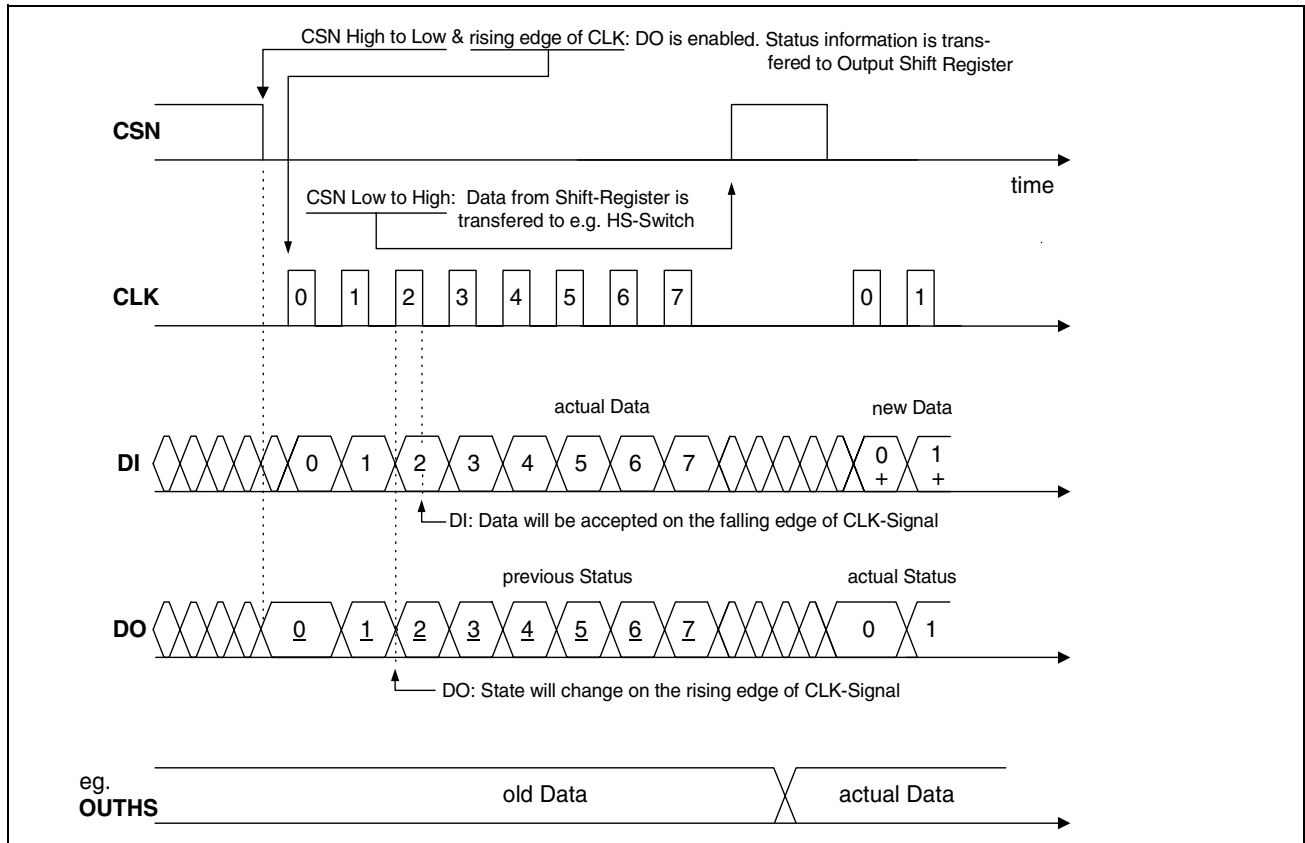 CSN High to Low & rising edge of CLK: DO is enabled. Status information is trans-
fered to Output Shift Register
CSN
time
CSN Low to High: Data from Shift-Register is
transfered to e.g. HS-Switch
CLK
0 1 2 3 4 5 6 7 0 1
actual Data new Data
DI
0 1 2 3 4 5 6 7 0 1
+ +
DI: Data will be accepted on the falling edge of CLK-Signal
previous Status actual Status
DO
0 1 2 3 4 5 6 7 0 1
DO: State will change on the rising edge of CLK-Signal
eg.
OUTHS
old Data actual Data